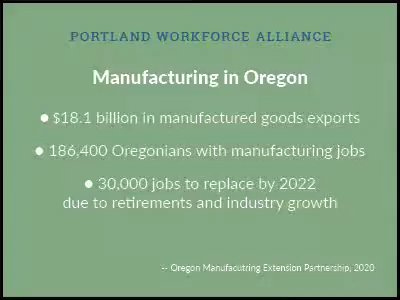 PORTLAND WORKFORCE ALLIANCE
Manufacturing in Oregon
● $18.1 billion in manufactured goods exports
● 186,400 Oregonians with manufacturing jobs
● 30,000 jobs to replace by 2022
due to retirements and industry growth
-- Oregon Manufacutring Extension Partnership, 2020